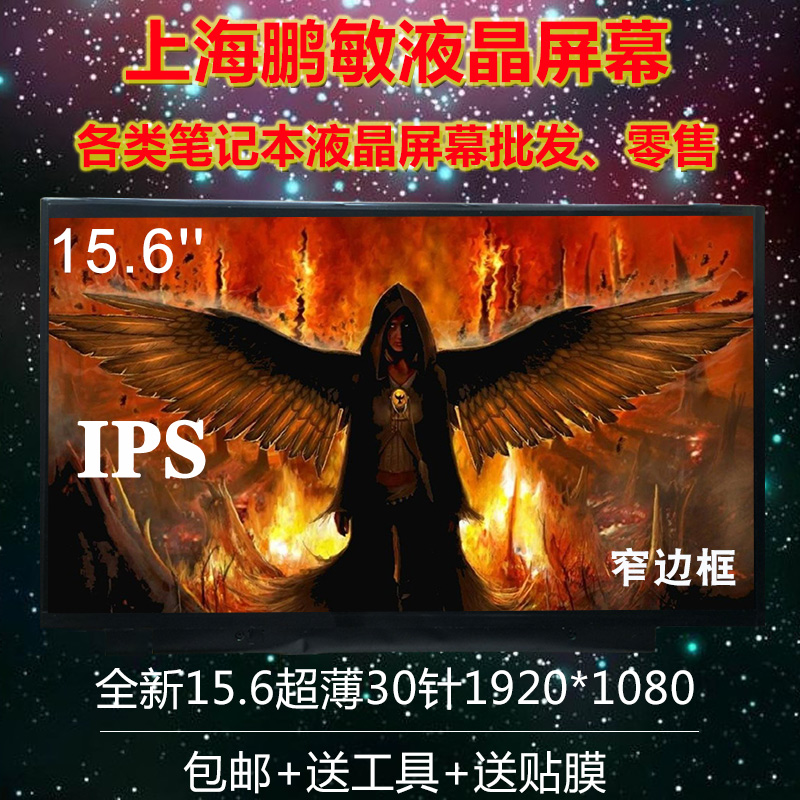 上海鹏敏液晶屏幕
各类笔记本液晶屏幕批发、零售
15.6''
IPS
窄边框
全新15.6超薄30针1920*1080
包邮+送工具+送贴膜